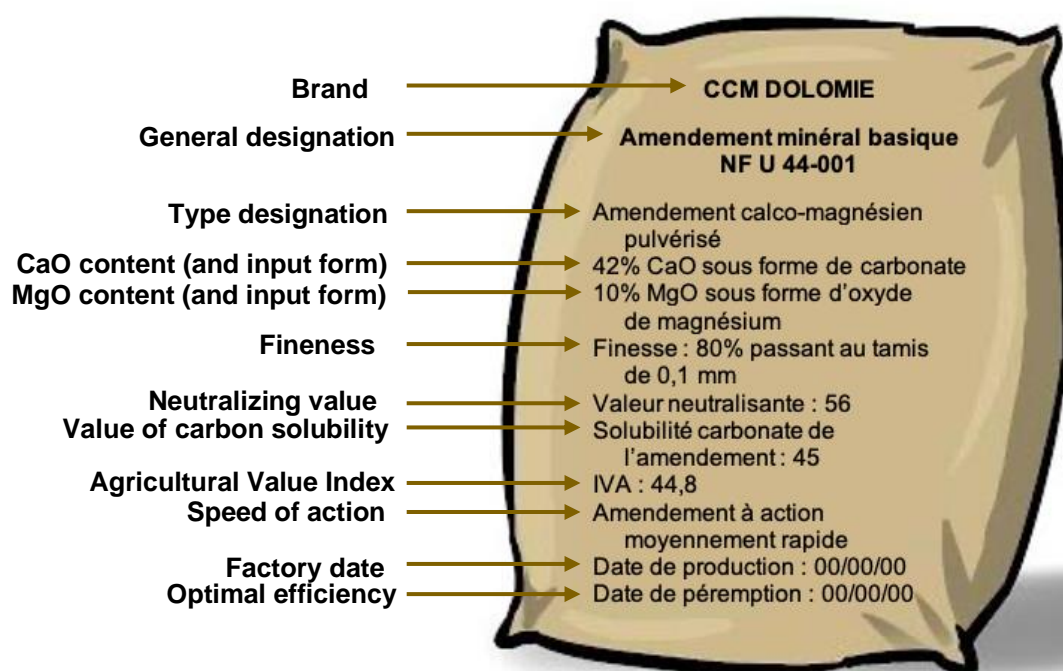 Brand
CCM DOLOMIE
General designation
Amendement minéral basique
NF U 44-001
Type designation
Amendement calco-magnésien
pulvérisé
CaO content (and input form)
42% CaO sous forme de carbonate
MgO content (and input form)
10% MgO sous forme d'oxyde
de magnésium
Fineness
Finesse : 80% passant au tamis
de 0,1 mm
Neutralizing value
Valeur neutralisante : 56
Value of carbon solubility
Solubilité carbonate de
l'amendement : 45
Agricultural Value Index
IVA : 44,8
Speed of action
Amendement à action
moyennement rapide
Factory date
Date de production : 00/00/00
Optimal efficiency
Date de péremption : 00/00/00